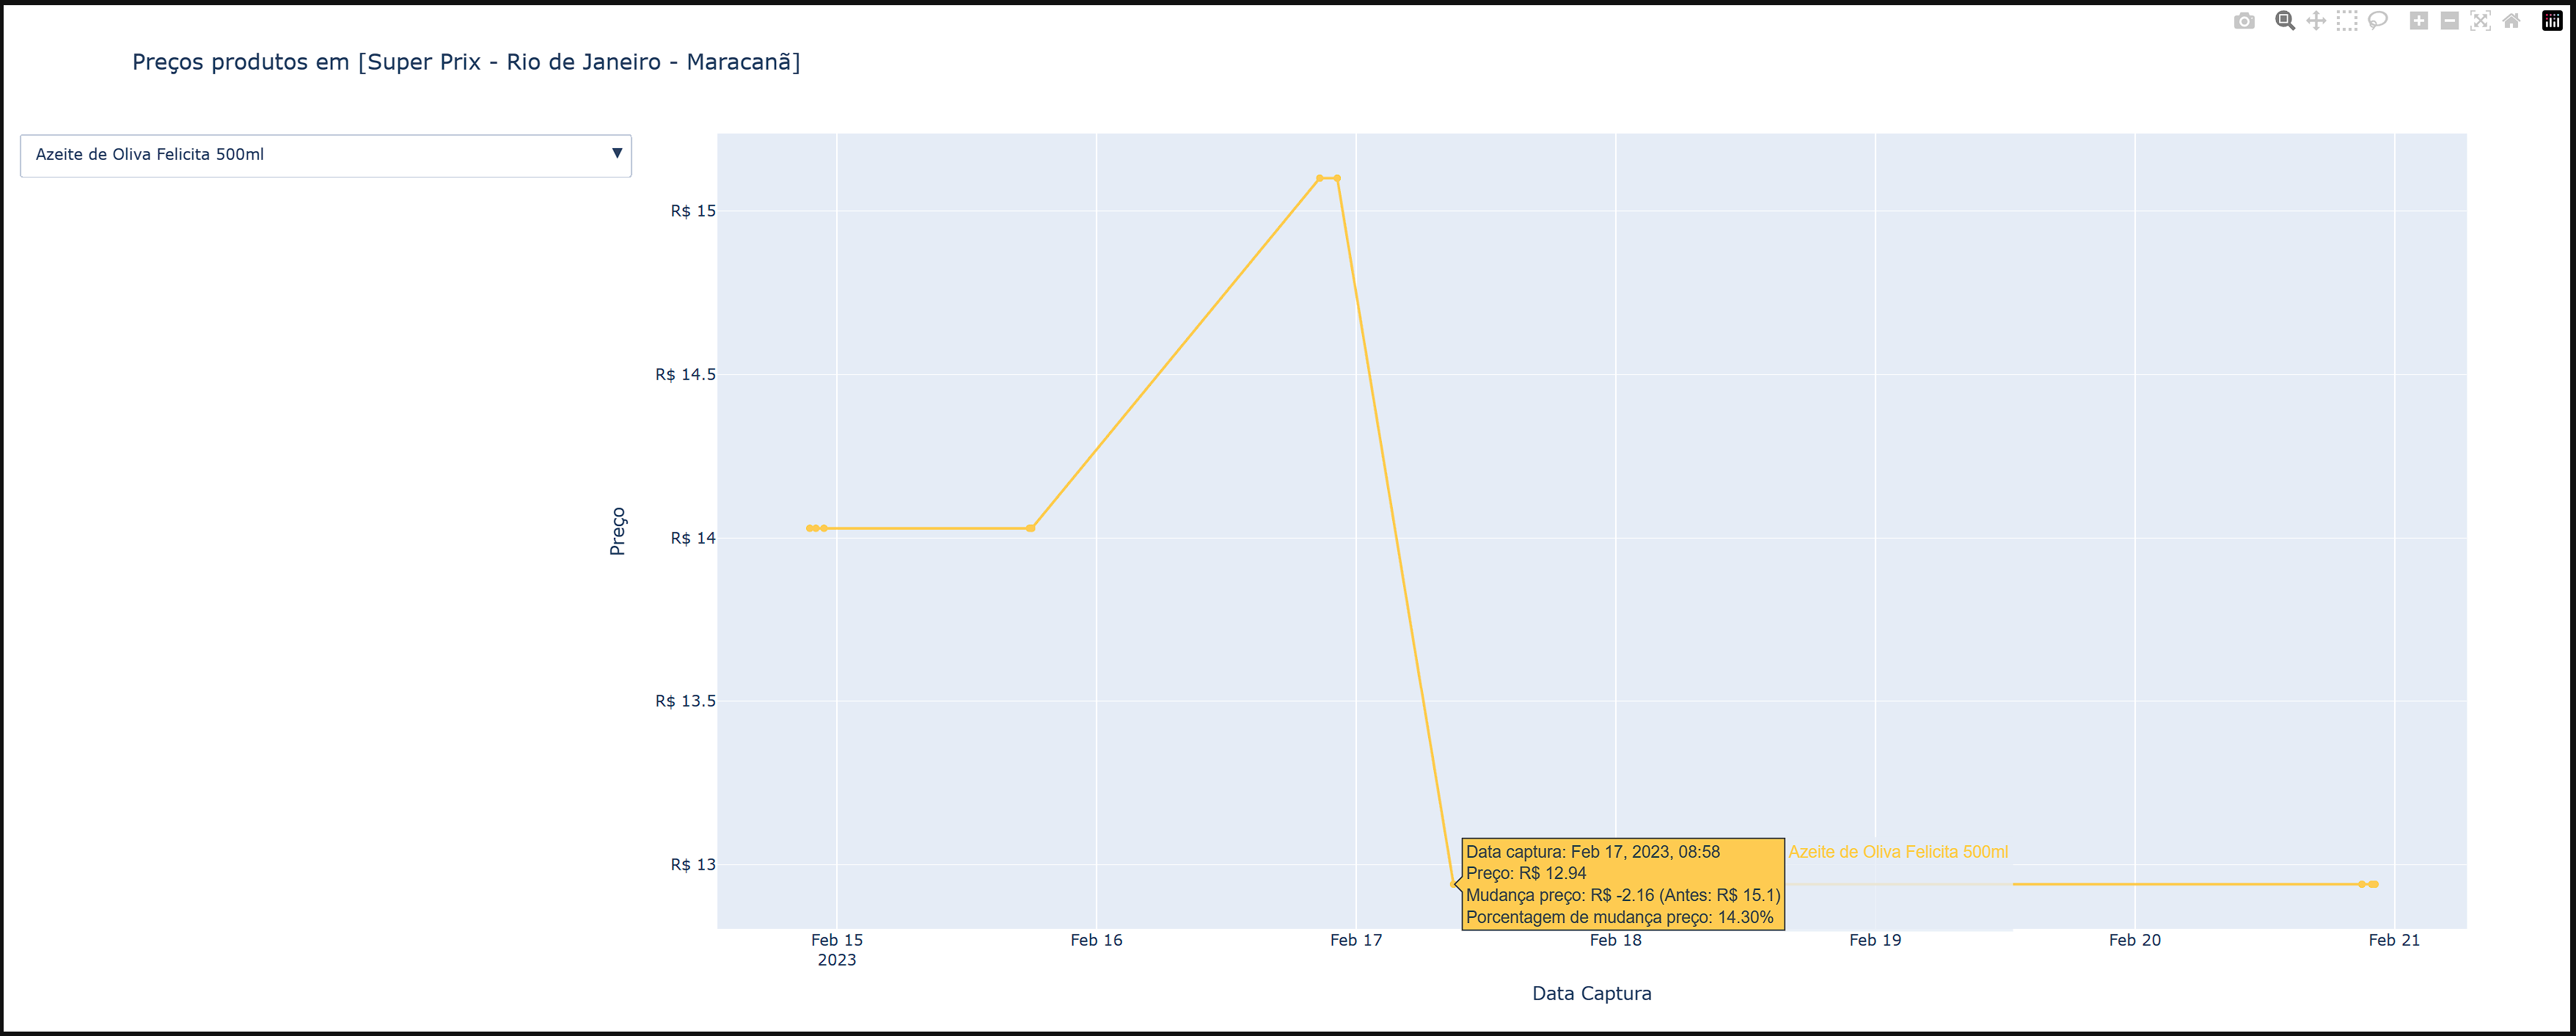 Preços produtos em [Super Prix - Rio de Janeiro - Maracanã]
Azeite de Oliva Felicita 500ml ▼
R$ 15
R$ 14.5
R$ 14
R$ 13.5
R$ 13
Preço
Data captura: Feb 17, 2023, 08:58
Preço: R$ 12.94
Mudança preço: R$ -2.16 (Antes: R$ 15.1)
Porcentagem de mudança preço: 14.30%
Azeite de Oliva Felicita 500ml
Feb 15
2023
Feb 16
Feb 17
Feb 18
Feb 19
Feb 20
Feb 21
Data Captura